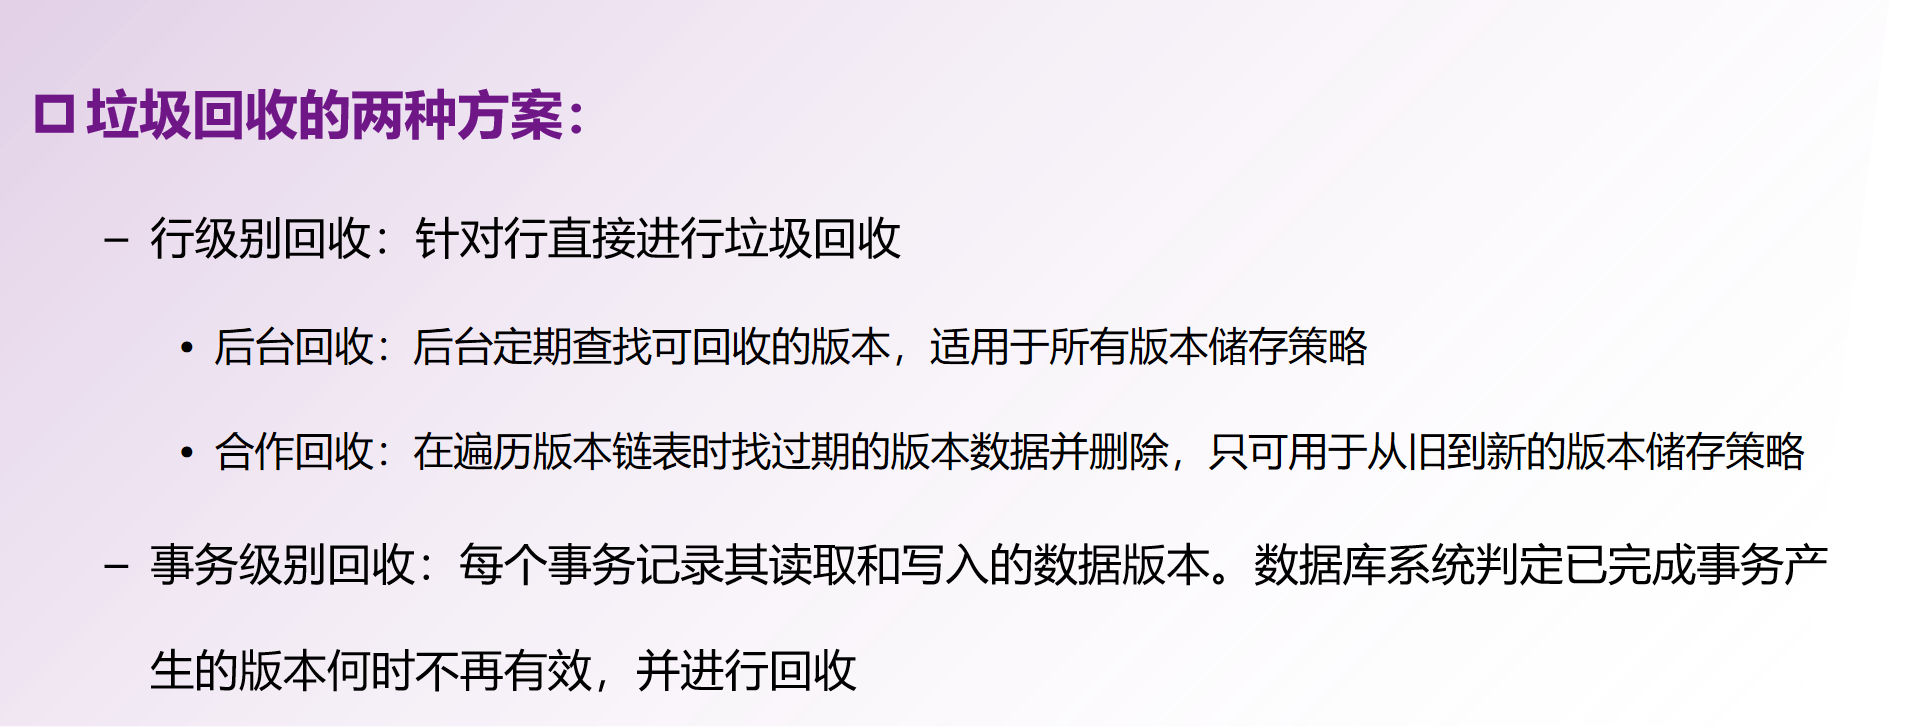 垃圾回收的两种方案：
– 行级别回收：针对行直接进行垃圾回收
• 后台回收：后台定期查找可回收的版本，适用于所有版本储存策略
• 合作回收：在遍历版本链表时找过期的版本数据并删除，只可用于从旧到新的版本储存策略
– 事务级别回收：每个事务记录其读取和写入的数据版本。数据库系统判定已完成事务产
生的版本何时不再有效，并进行回收